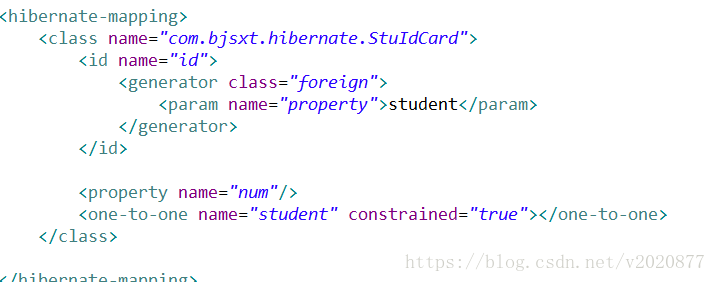 <hibernate-mapping>
<class name="com.bjsxt.hibernate.StuIdCard">
<id name="id">
<generator class="foreign">
<param name="property">student</param>
</generator>
</id>
<property name="num"/>
<one-to-one name="student" constrained="true"></one-to-one>
</class>
https://blog.csdn.net/v2020877
</hibernate-mapping>